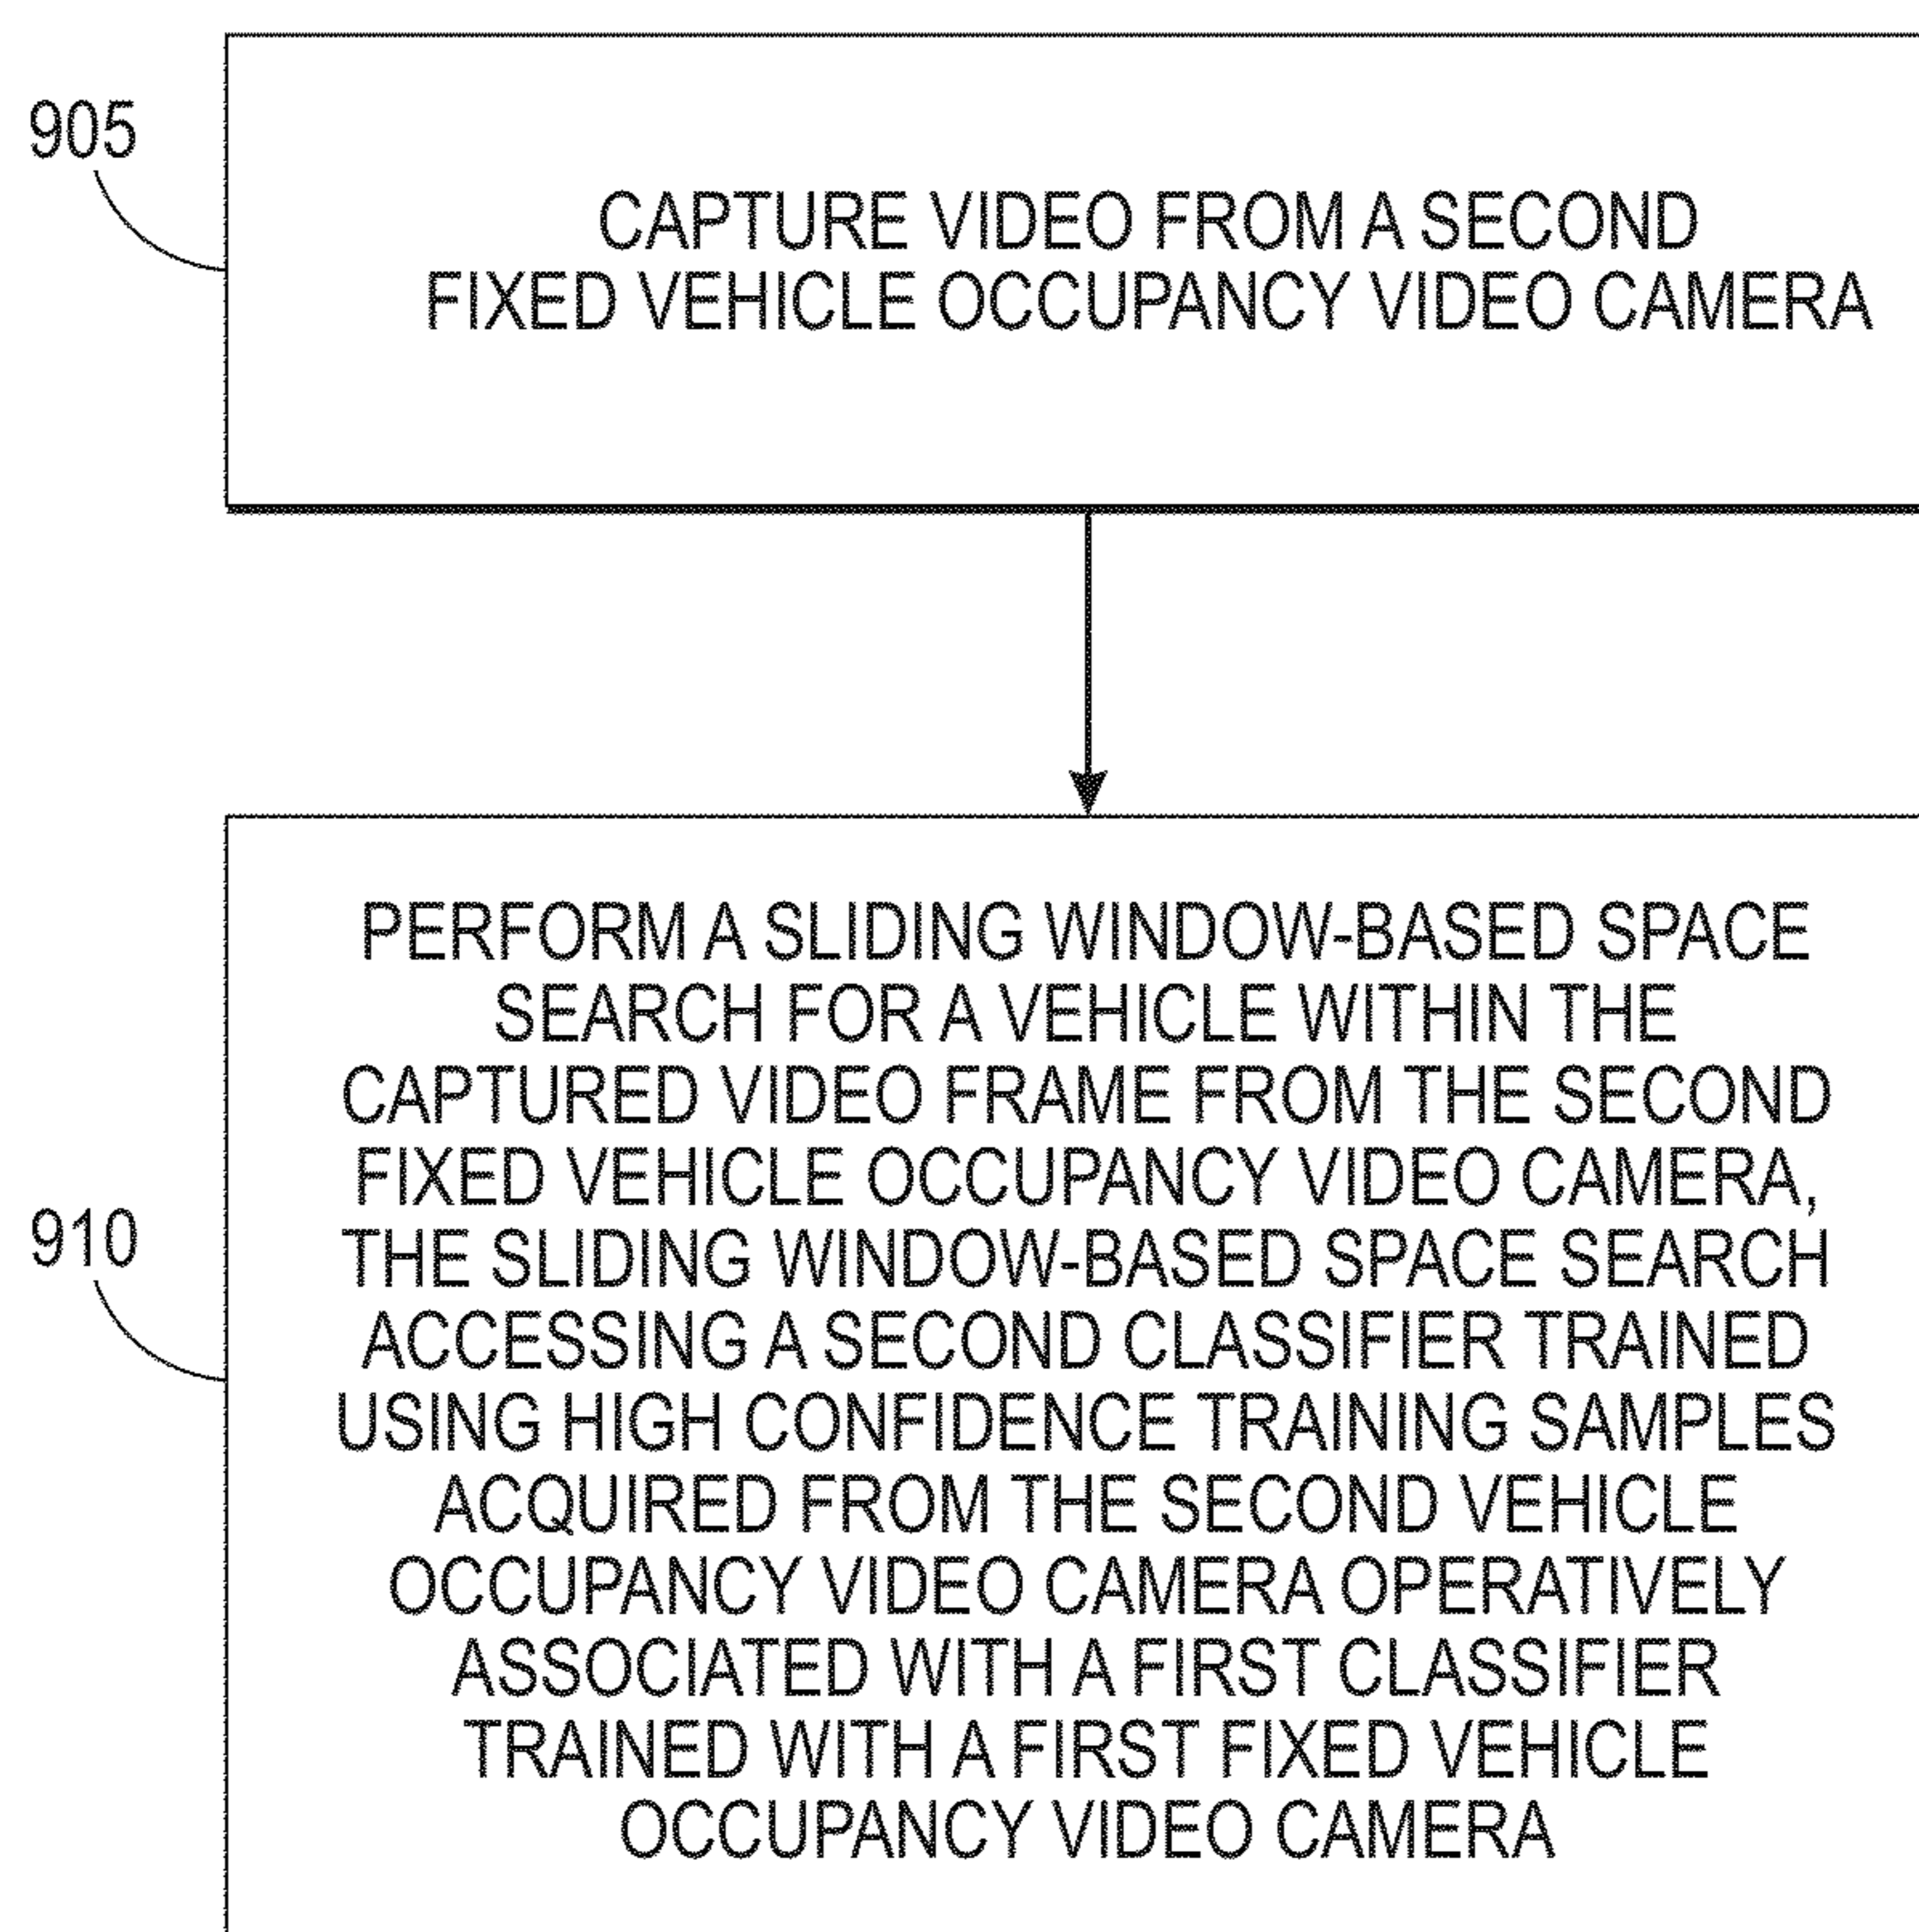 905
CAPTURE VIDEO FROM A SECOND
FIXED VEHICLE OCCUPANCY VIDEO CAMERA
910
PERFORM A SLIDING WINDOW-BASED SPACE
SEARCH FOR A VEHICLE WITHIN THE
CAPTURED VIDEO FRAME FROM THE SECOND
FIXED VEHICLE OCCUPANCY VIDEO CAMERA,
THE SLIDING WINDOW-BASED SPACE SEARCH
ACCESSING A SECOND CLASSIFIER TRAINED
USING HIGH CONFIDENCE TRAINING SAMPLES
ACQUIRED FROM THE SECOND VEHICLE
OCCUPANCY VIDEO CAMERA OPERATIVELY
ASSOCIATED WITH A FIRST CLASSIFIER
TRAINED WITH A FIRST FIXED VEHICLE
OCCUPANCY VIDEO CAMERA